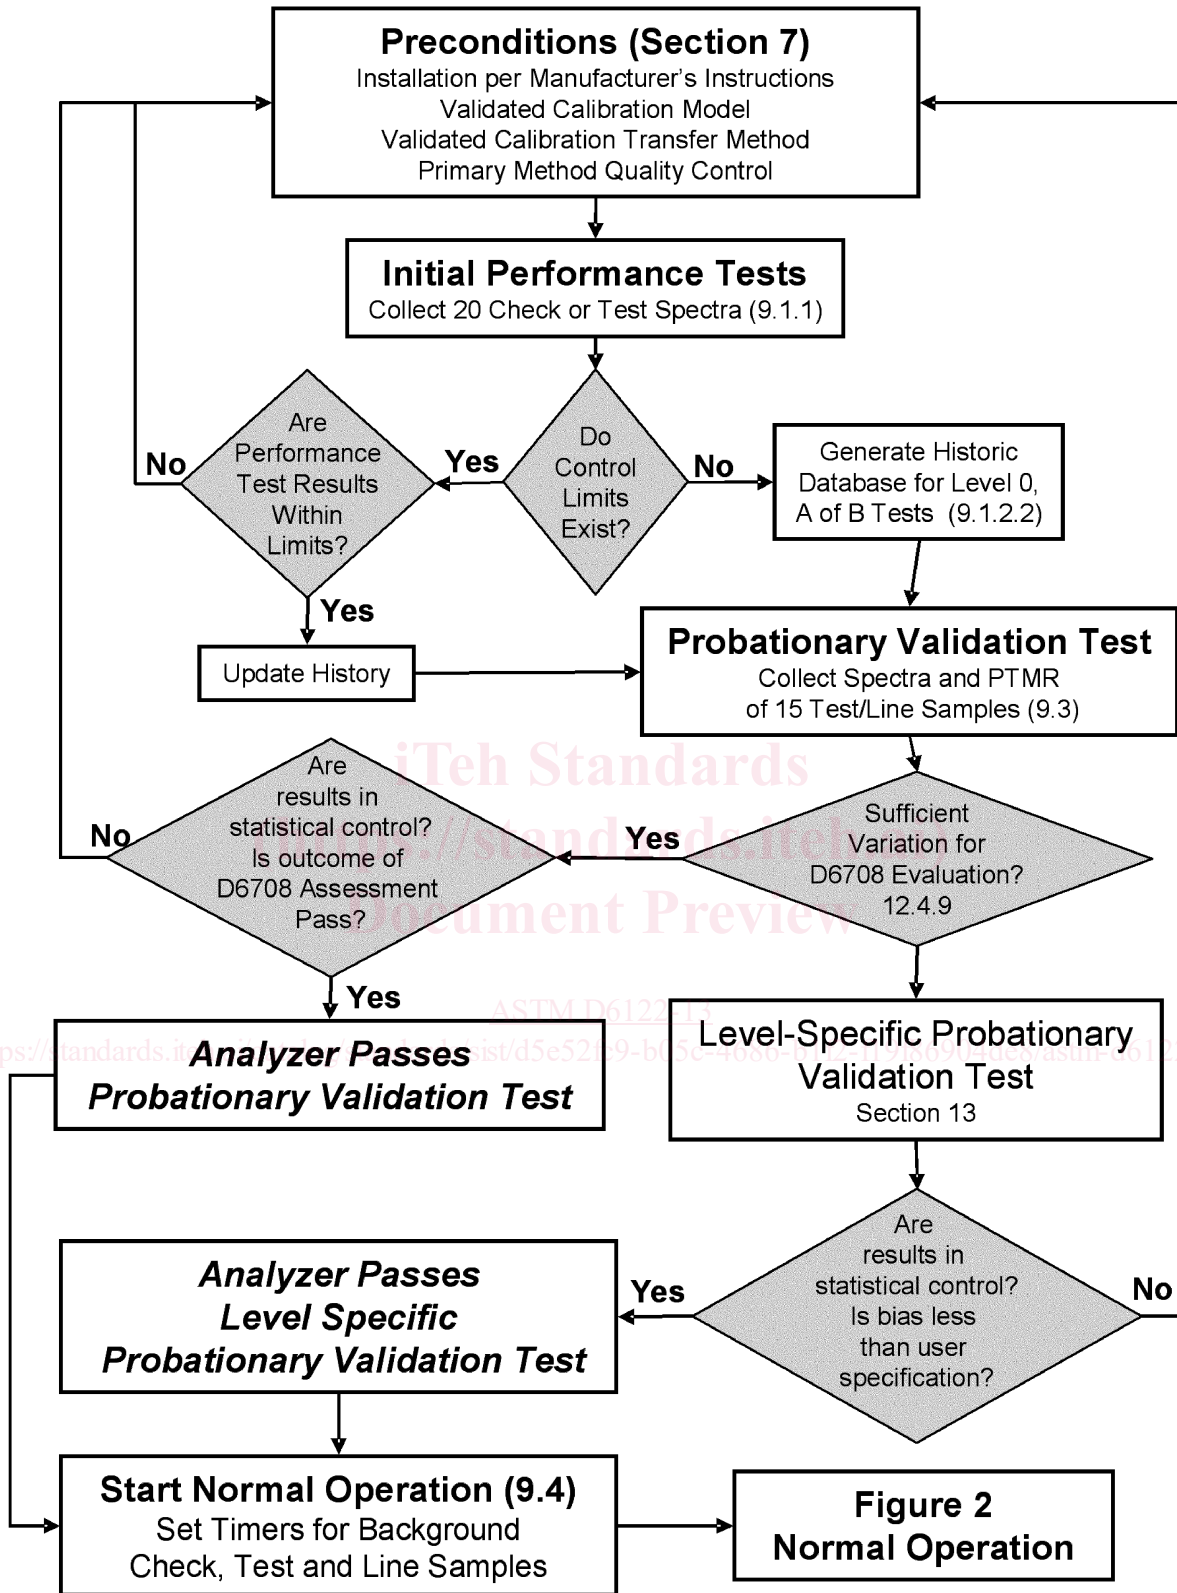 Preconditions (Section 7)
Installation per Manufacturer's Instructions
Validated Calibration Model
Validated Calibration Transfer Method
Primary Method Quality Control
Initial Performance Tests
Collect 20 Check or Test Spectra (9.1.1)
Are
Performance
Test Results
Within
Limits?
No
Yes
Do
Control
Limits
Exist?
No
Generate Historic
Database for Level 0,
A of B Tests (9.1.2.2)
Yes
Update History
Probationary Validation Test
Collect Spectra and PTMR
of 15 Test/Line Samples (9.3)
iTeh Standards
(https://standards.iteh.ai)
Document Preview
Are
results in
statistical control?
Is outcome of
D6708 Assessment
Pass?
No
Yes
Sufficient
Variation for
D6708 Evaluation?
12.4.9
Yes
ASTM D6122-13
Analyzer Passes
Probationary Validation Test
Level-Specific Probationary
Validation Test
Section 13
Are
results in
statistical control?
Is bias less
than user
specification?
Yes
No
Analyzer Passes
Level Specific
Probationary Validation Test
Start Normal Operation (9.4)
Set Timers for Background
Check, Test and Line Samples
Figure 2
Normal Operation